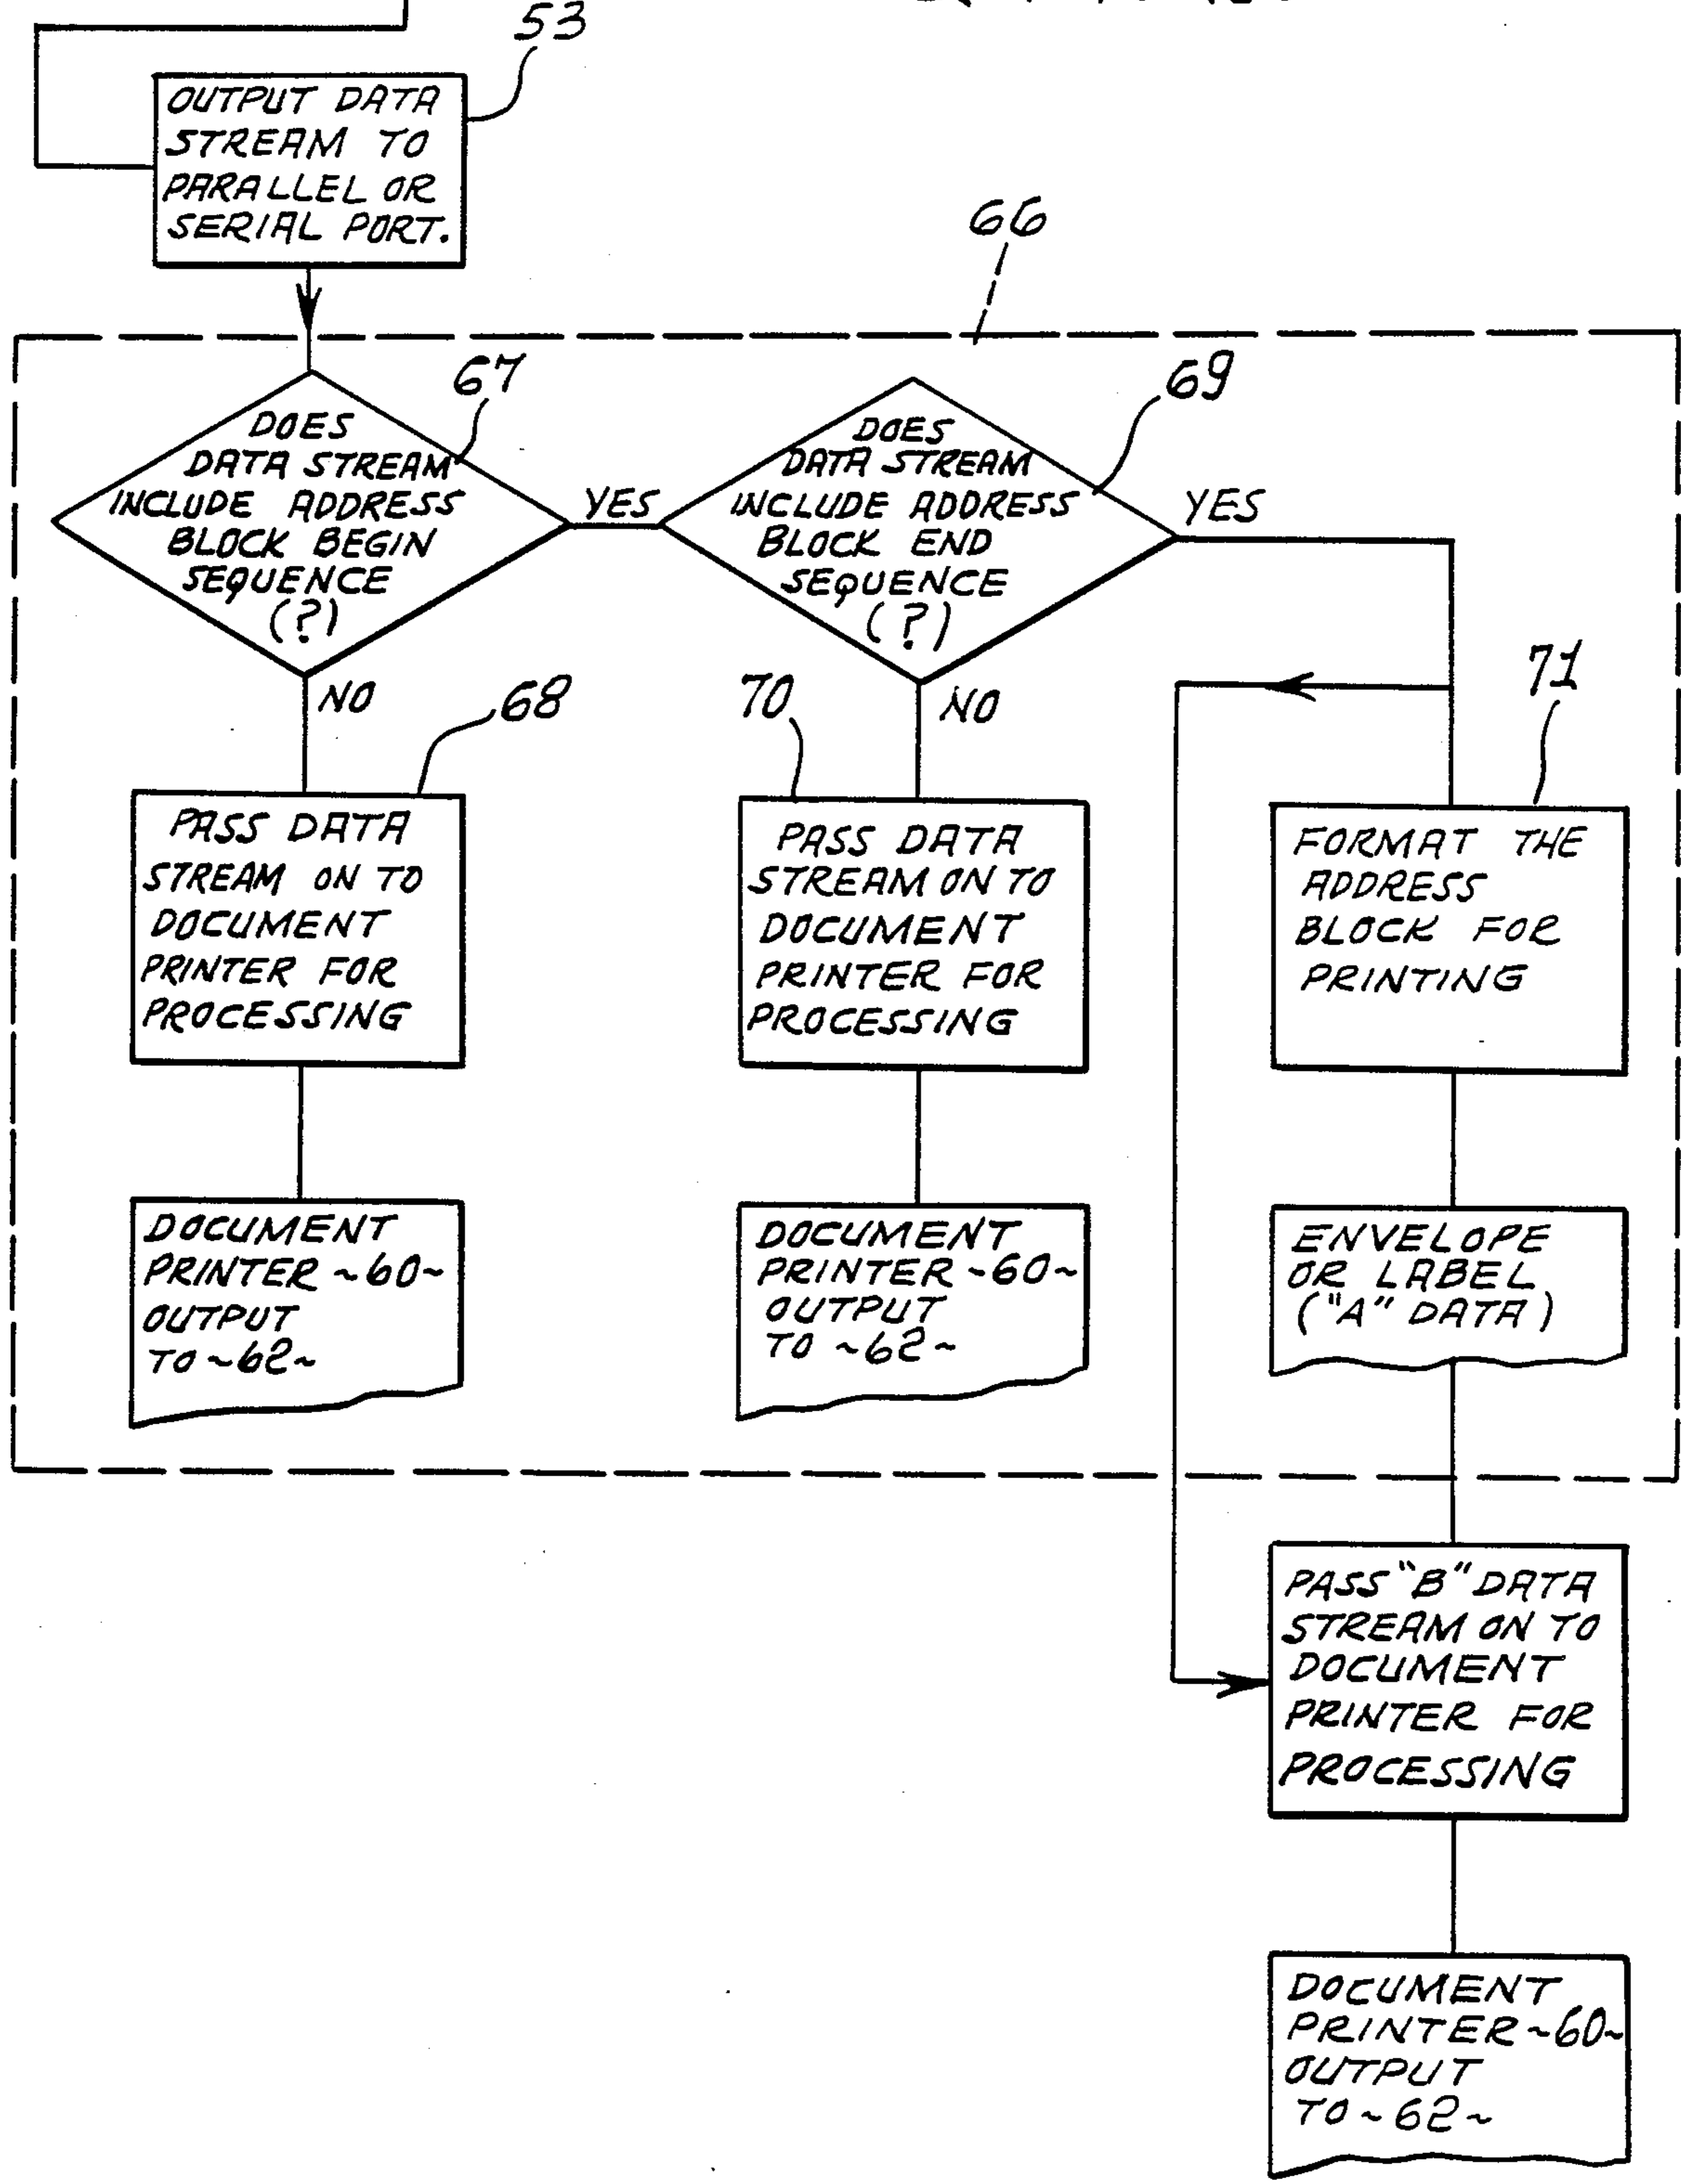 53
OUTPUT DATA
STREAM TO
PARALLEL OR
SERIAL PORT.
66
67
DOES
DATA STREAM
INCLUDE ADDRESS
BLOCK BEGIN
SEQUENCE
(?)
YES
NO
69
DOES
DATA STREAM
INCLUDE ADDRESS
BLOCK END
SEQUENCE
(?)
YES
NO
68
PASS DATA
STREAM ON TO
DOCUMENT
PRINTER FOR
PROCESSING
70
PASS DATA
STREAM ON TO
DOCUMENT
PRINTER FOR
PROCESSING
71
FORMAT THE
ADDRESS
BLOCK FOR
PRINTING
DOCUMENT
PRINTER ~60~
OUTPUT
TO ~62~
DOCUMENT
PRINTER ~60~
OUTPUT
TO ~62~
ENVELOPE
OR LABEL
("A" DATA)
PASS "B" DATA
STREAM ON TO
DOCUMENT
PRINTER FOR
PROCESSING
DOCUMENT
PRINTER ~60~
OUTPUT
TO ~62~